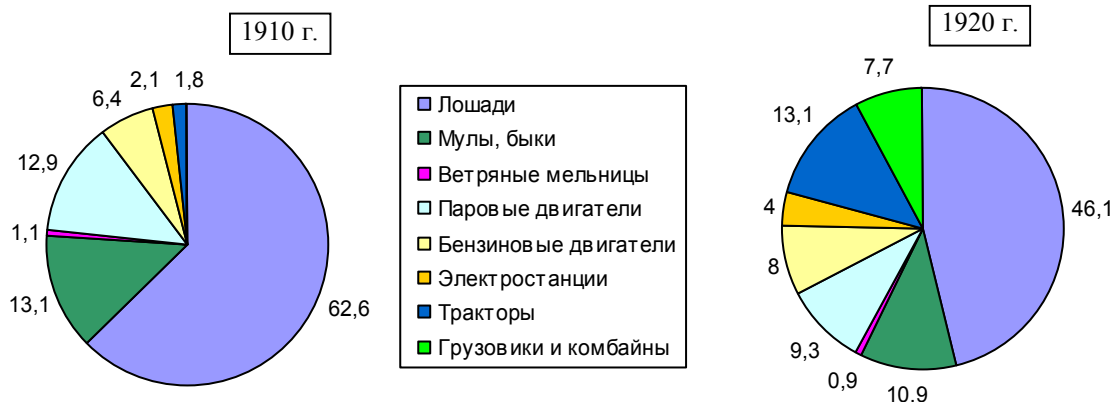 1910 г.
2,1
1,8
6,4
12,9
1,1
13,1
62,6
Лошади
Мулы, быки
Ветряные мельницы
Паровые двигатели
Бензиновые двигатели
Электростанции
Тракторы
Грузовики и комбайны
1920 г.
7,7
13,1
4
8
9,3
0,9
10,9
46,1